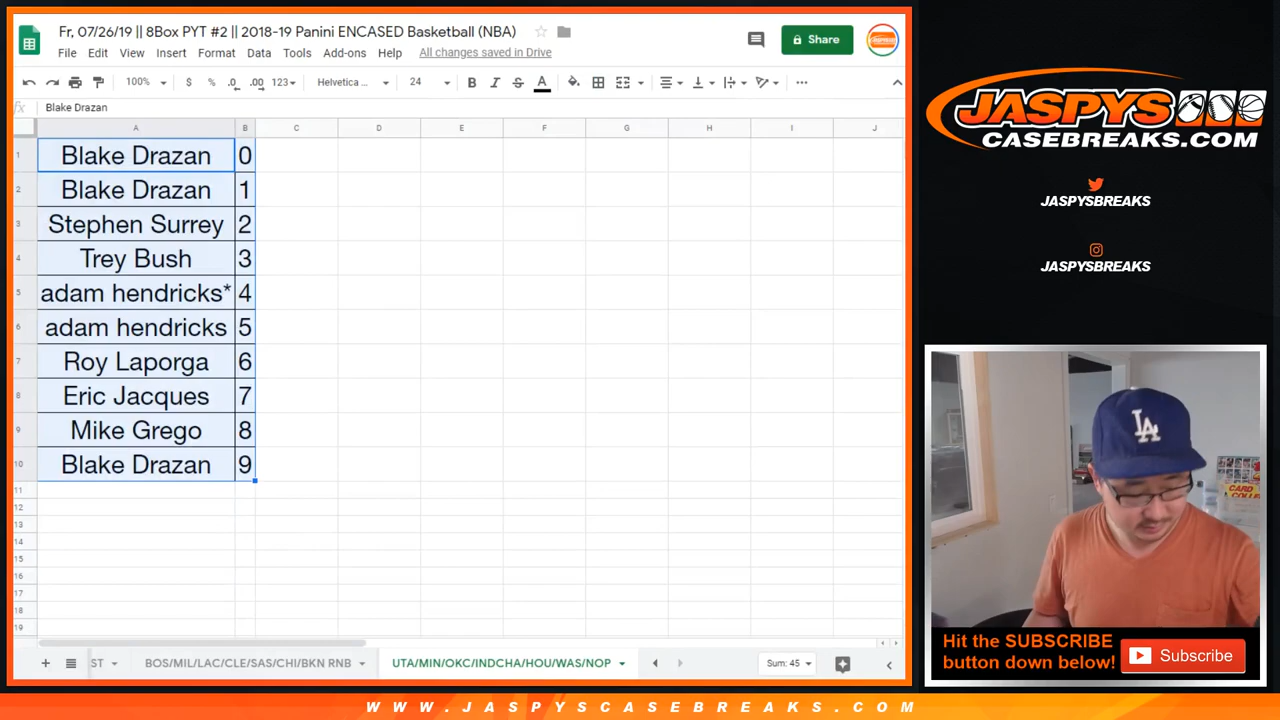 Fr, 07/26/19 || 8Box PYT #2 || 2018-19 Panini ENCASED Basketball (NBA)
File Edit View Insert Format Data Tools Add-ons Help All changes saved in Drive
Share
100% $ % .0 .00 123 Helvetica ... 24 B I S A
fx Blake Drazan
A B C D E F G H I J
1 Blake Drazan 0
2 Blake Drazan 1
3 Stephen Surrey 2
4 Trey Bush 3
5 adam hendricks* 4
6 adam hendricks 5
7 Roy Laporga 6
8 Eric Jacques 7
9 Mike Grego 8
10 Blake Drazan 9
11
12
13
14
15
16
17
18
19
ST BOS/MIL/LAC/CLE/SAS/CHI/BKN RNB UTA/MIN/OKC/INDCHA/HOU/WAS/NOP Sum: 45
JASPYS
CASEBREAKS.COM
JASPYSBREAKS
JASPYSBREAKS
LA
CARD
Hit the SUBSCRIBE
button down below!
Subscribe
WWW.JASPYSCASEBREAKS.COM